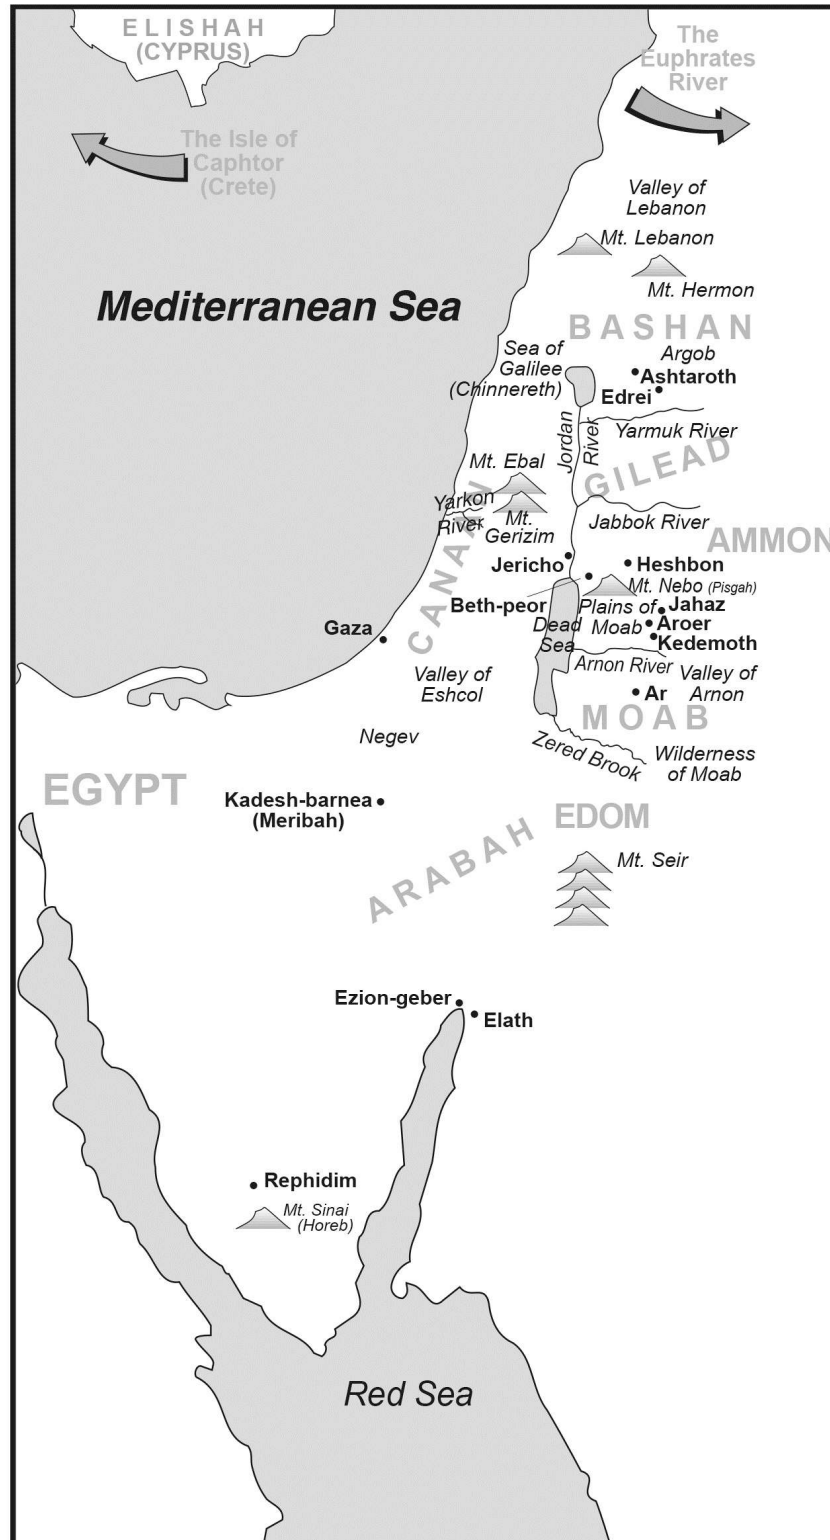 ELISHAH
(CYPRUS)
The
Euphrates
River
The Isle of
Caphtor
(Crete)
Valley of
Lebanon
Mt. Lebanon
Mt. Hermon
Mediterranean Sea
BASHAN
Sea of
Galilee
(Chinnereth)
Argob
Ashtaroth
Edrei
Jordan
River
Yarmuk River
GILEAD
Mt. Ebal
Yarkon
River
Mt.
Gerizim
Jabbok River
AMMON
CANAAN
Jericho
Heshbon
Mt. Nebo (Pisgah)
Beth-peor
Plains of
Moab
Jahaz
Aroer
Kedemoth
Dead
Sea
Gaza
Arnon River
Valley of
Arnon
Valley of
Eshcol
Ar
MOAB
Negev
Zered Brook
Wilderness
of Moab
EGYPT
Kadesh-barnea
(Meribah)
EDOM
ARABAH
Mt. Seir
Ezion-geber
Elath
Rephidim
Mt. Sinai
(Horeb)
Red Sea